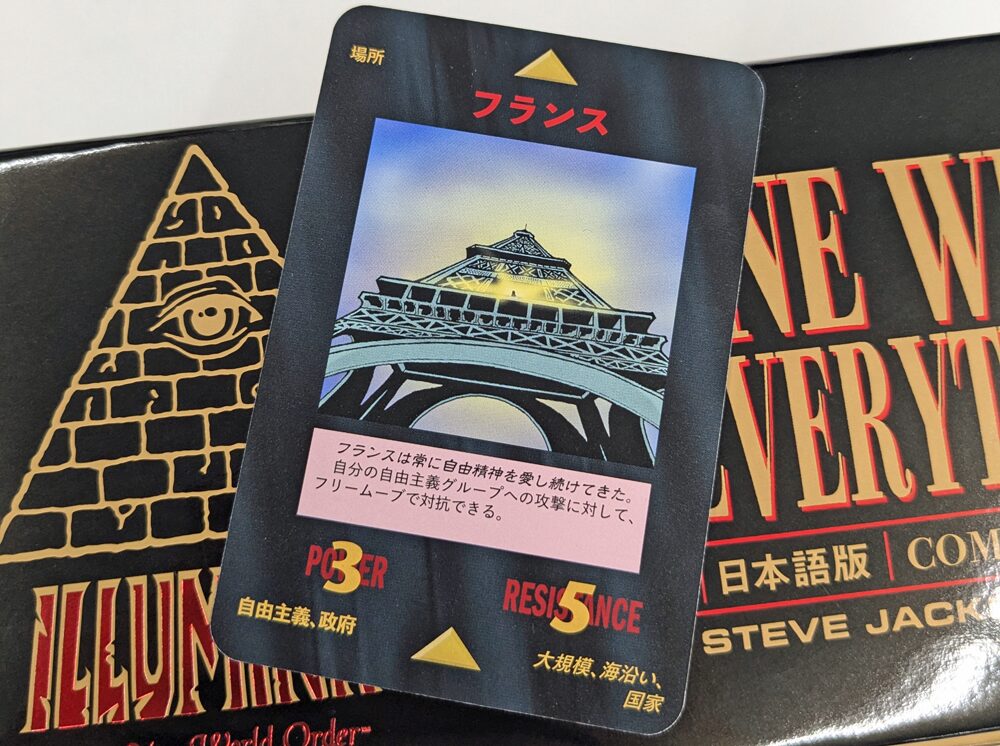 場所
フランス
フランスは常に自由精神を愛し続けてきた。
自分の自由主義グループへの攻撃に対して、
フリームーブで対抗できる。
POWER
3
RESISTANCE
5
自由主義、政府
大規模、海沿い、
国家
NE W
EVERYT
日本語版
COM
STEVE JACKS
ILLUMINA
New World Order™